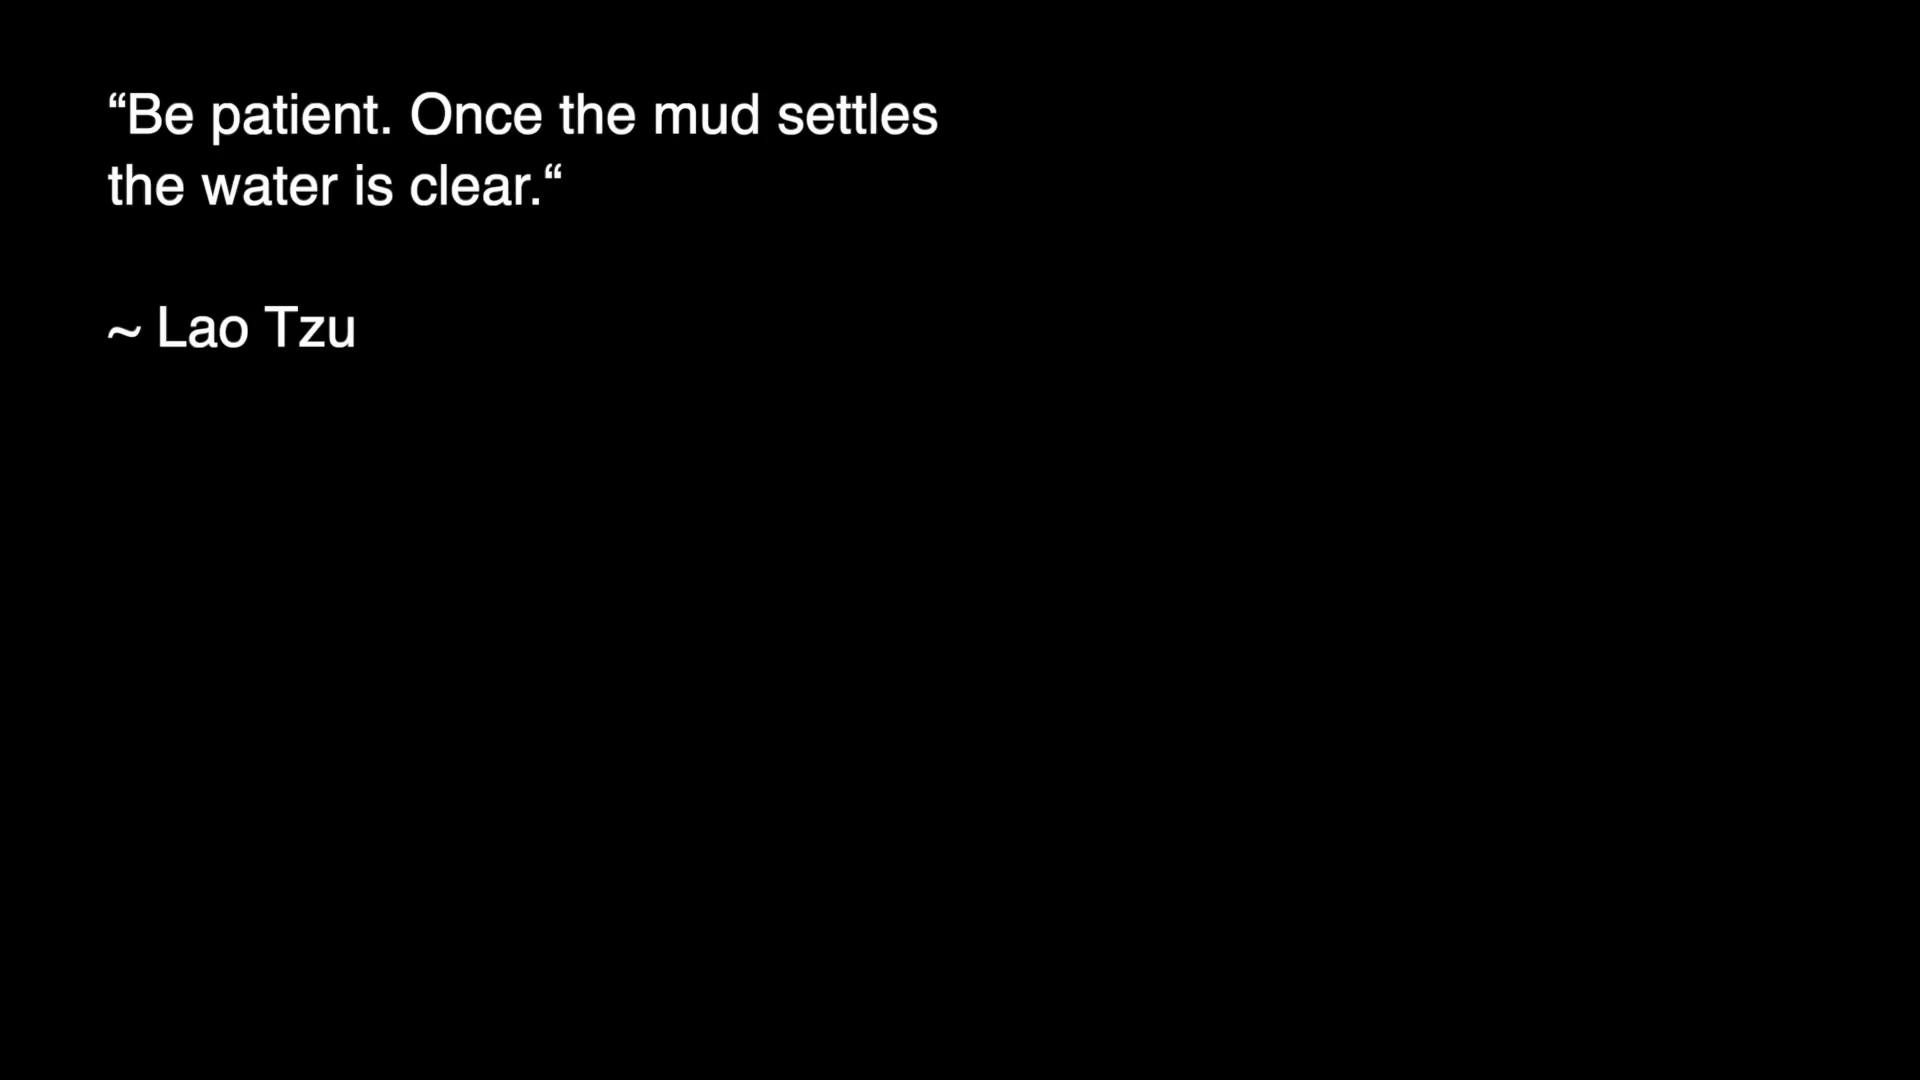 “Be patient. Once the mud settles
the water is clear.“
~ Lao Tzu